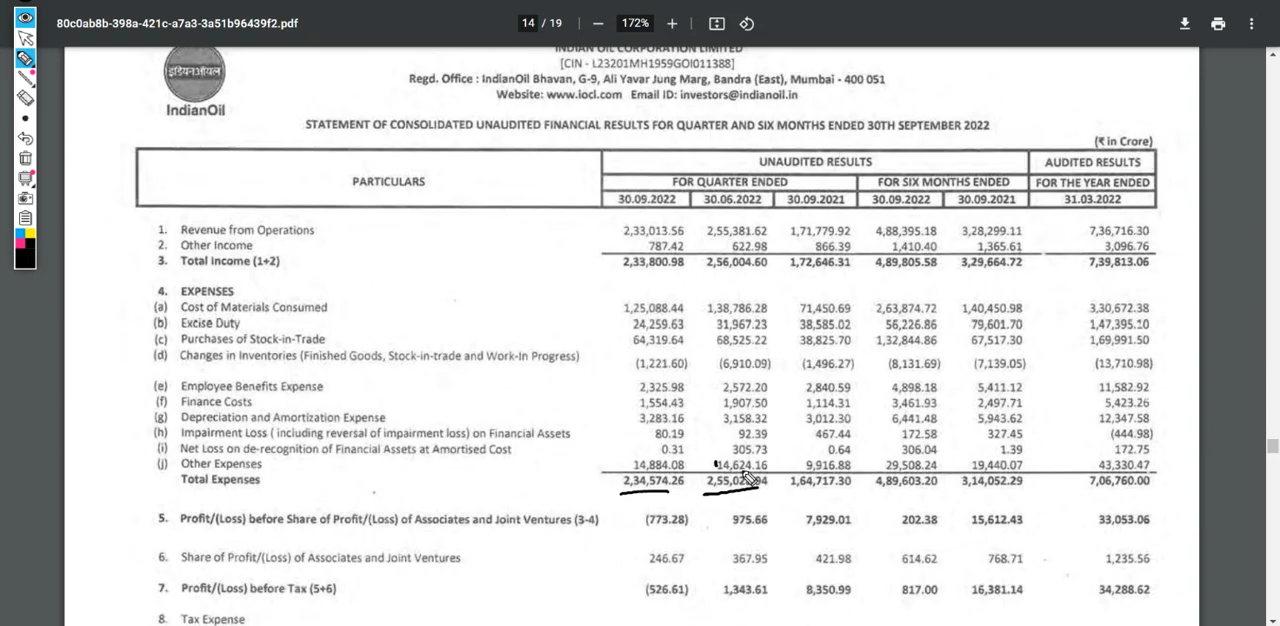 80c0ab8b-398a-421c-a7a3-3a51b96439f2.pdf 14 / 19 172%
INDIAN OIL CORPORATION LIMITED
[CIN - L23201MH1959GOI011388]
Regd. Office : IndianOil Bhavan, G-9, Ali Yavar Jung Marg, Bandra (East), Mumbai - 400 051
Website: www.iocl.com Email ID: investors@indianoil.in
इंडियनऑयल
IndianOil
STATEMENT OF CONSOLIDATED UNAUDITED FINANCIAL RESULTS FOR QUARTER AND SIX MONTHS ENDED 30TH SEPTEMBER 2022
(₹ in Crore)
PARTICULARS UNAUDITED RESULTS AUDITED RESULTS
FOR QUARTER ENDED FOR SIX MONTHS ENDED FOR THE YEAR ENDED
30.09.2022 30.06.2022 30.09.2021 30.09.2022 30.09.2021 31.03.2022
1. Revenue from Operations 2,33,013.56 2,55,381.62 1,71,779.92 4,88,395.18 3,28,299.11 7,36,716.30
2. Other Income 787.42 622.98 866.39 1,410.40 1,365.61 3,096.76
3. Total Income (1+2) 2,33,800.98 2,56,004.60 1,72,646.31 4,89,805.58 3,29,664.72 7,39,813.06
4. EXPENSES
(a) Cost of Materials Consumed 1,25,088.44 1,38,786.28 71,450.69 2,63,874.72 1,40,450.98 3,30,672.38
(b) Excise Duty 24,259.63 31,967.23 38,585.02 56,226.86 79,601.70 1,47,395.10
(c) Purchases of Stock-in-Trade 64,319.64 68,525.22 38,825.70 1,32,844.86 67,517.30 1,69,991.50
(d) Changes in Inventories (Finished Goods, Stock-in-trade and Work-In Progress) (1,221.60) (6,910.09) (1,496.27) (8,131.69) (7,139.05) (13,710.98)
(e) Employee Benefits Expense 2,325.98 2,572.20 2,840.59 4,898.18 5,411.12 11,582.92
(f) Finance Costs 1,554.43 1,907.50 1,114.31 3,461.93 2,497.71 5,423.26
(g) Depreciation and Amortization Expense 3,283.16 3,158.32 3,012.30 6,441.48 5,943.62 12,347.58
(h) Impairment Loss ( including reversal of impairment loss) on Financial Assets 80.19 92.39 467.44 172.58 327.45 (444.98)
(i) Net Loss on de-recognition of Financial Assets at Amortised Cost 0.31 305.73 0.64 306.04 1.39 172.75
(j) Other Expenses 14,884.08 14,624.16 9,916.88 29,508.24 19,440.07 43,330.47
Total Expenses 2,34,574.26 1,64,717.30 4,89,603.20 3,14,052.29 7,06,760.00
5. Profit/(Loss) before Share of Profit/(Loss) of Associates and Joint Ventures (3-4) (773.28) 975.66 7,929.01 202.38 15,612.43 33,053.06
6. Share of Profit/(Loss) of Associates and Joint Ventures 246.67 367.95 421.98 614.62 768.71 1,235.56
7. Profit/(Loss) before Tax (5+6) (526.61) 1,343.61 8,350.99 817.00 16,381.14 34,288.62
8. Tax Expense